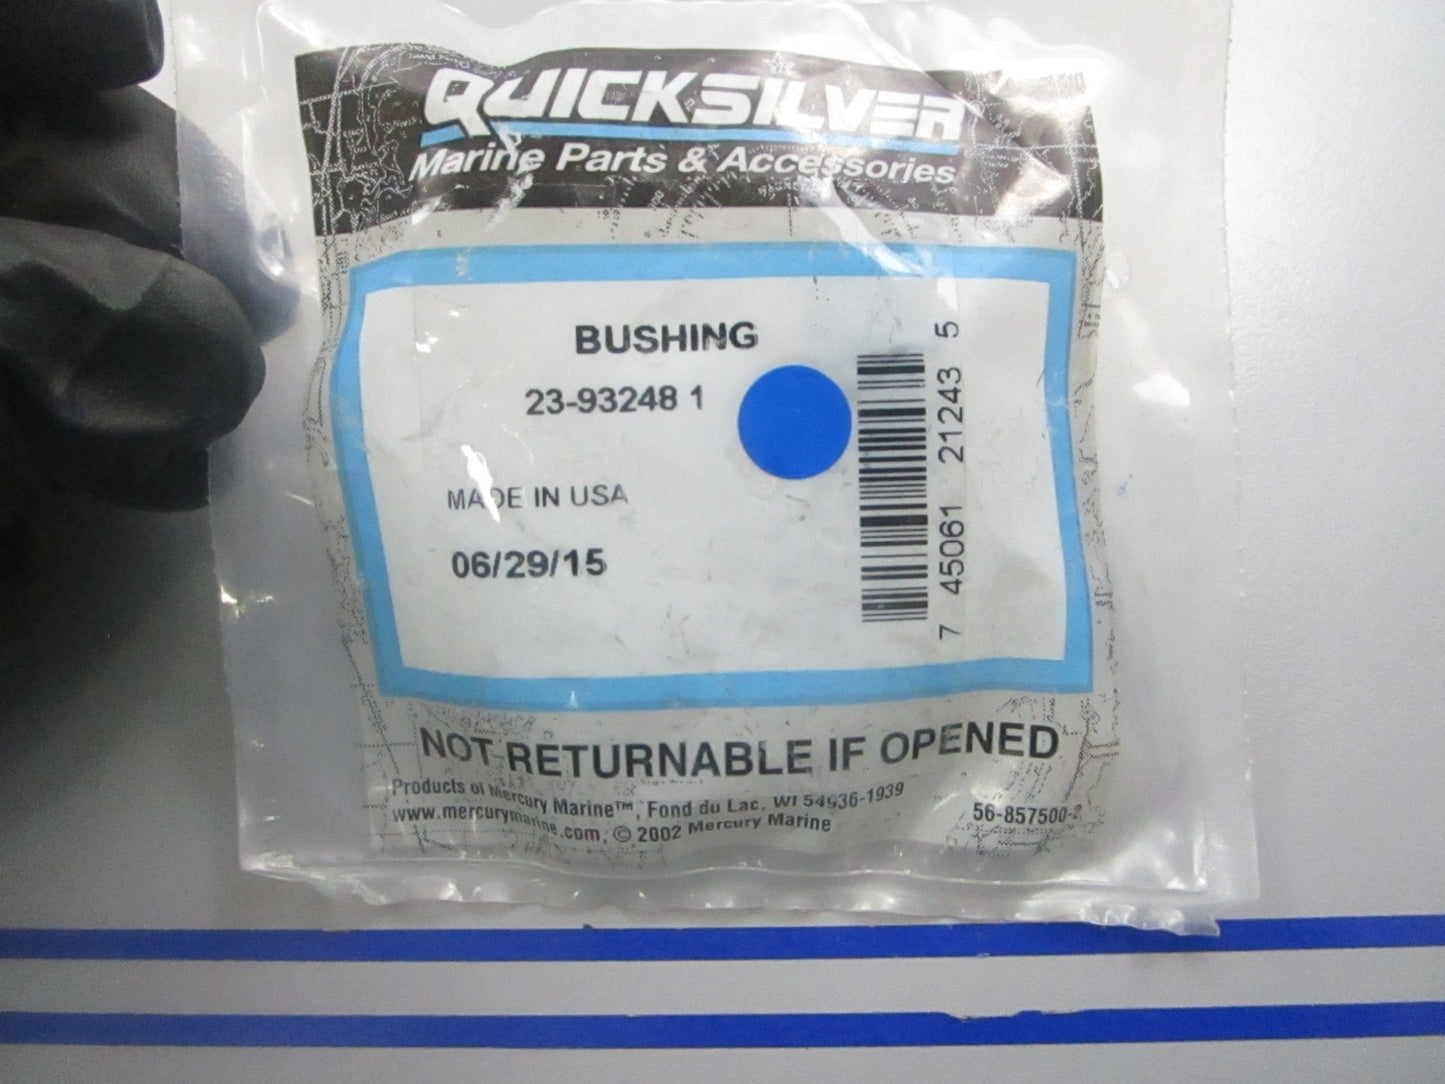 QUICKSILVER
Marine Parts & Accessories
BUSHING
23-93248 1
MADE IN USA
06/29/15
7 45061 21243 5
NOT RETURNABLE IF OPENED
Products of Mercury Marine™, Fond du Lac, WI 54936-1939
www.mercurymarine.com, © 2002 Mercury Marine
56-857500-2